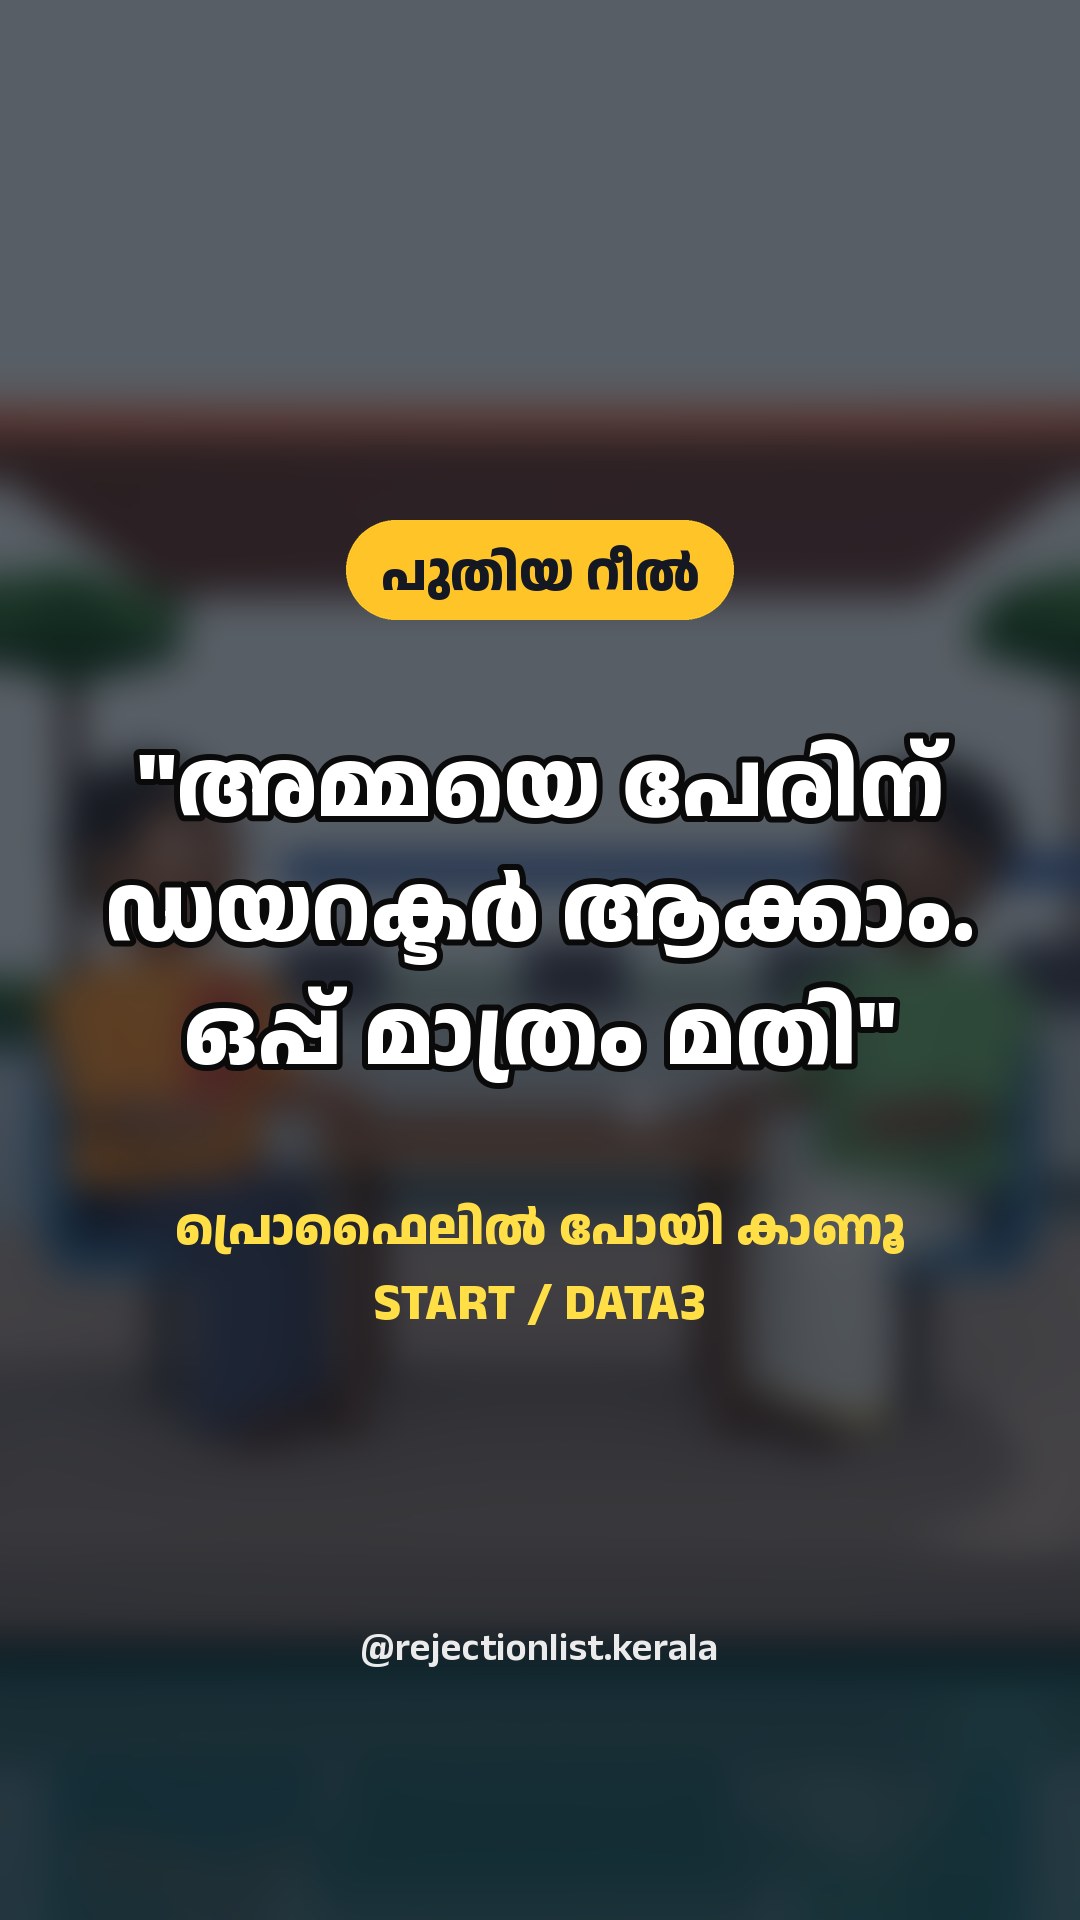 പുതിയ റീൽ
"അമ്മയെ പേരിന്
ഡയറക്ടർ ആക്കാം.
ഒപ്പ് മാത്രം മതി"
പ്രൊഫൈലിൽ പോയി കാണൂ
START / DATA3
@rejectionlist.kerala